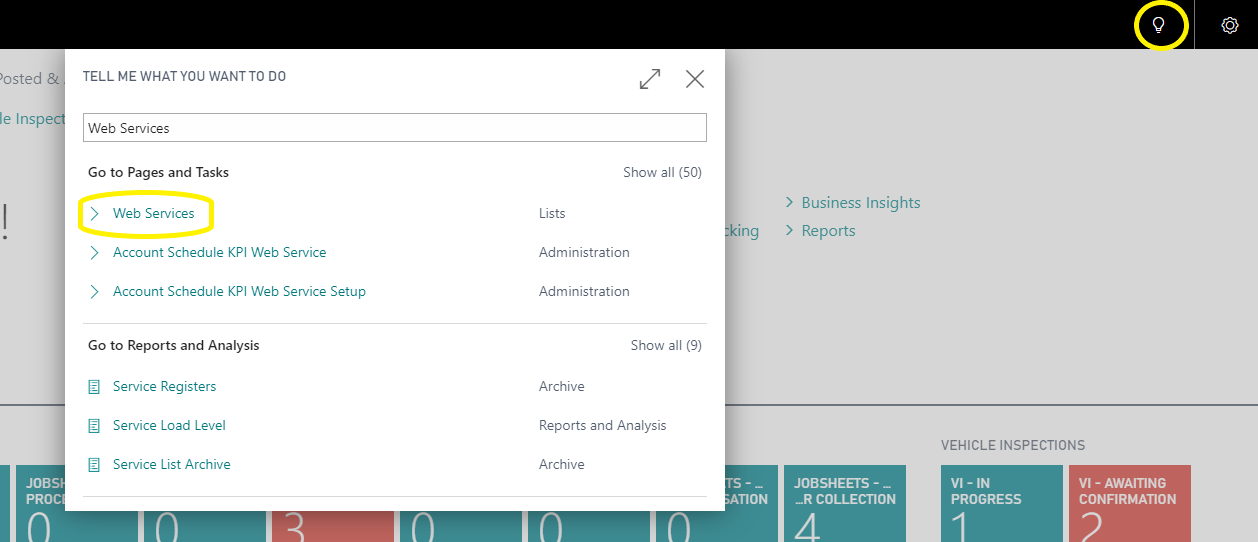 Posted &
le Inspect
TELL ME WHAT YOU WANT TO DO
Web Services
Go to Pages and Tasks Show all (50)
Web Services Lists
Account Schedule KPI Web Service Administration
Account Schedule KPI Web Service Setup Administration
Go to Reports and Analysis Show all (9)
Service Registers Archive
Service Load Level Reports and Analysis
Service List Archive Archive
!
Business Insights
cking
Reports
VEHICLE INSPECTIONS
JOBS
PROCE
0
0
3
0
0
TS - ...
SATION
0
JOBSHEETS - ...
...R COLLECTION
4
VI - IN
PROGRESS
1
VI - AWAITING
CONFIRMATION
2